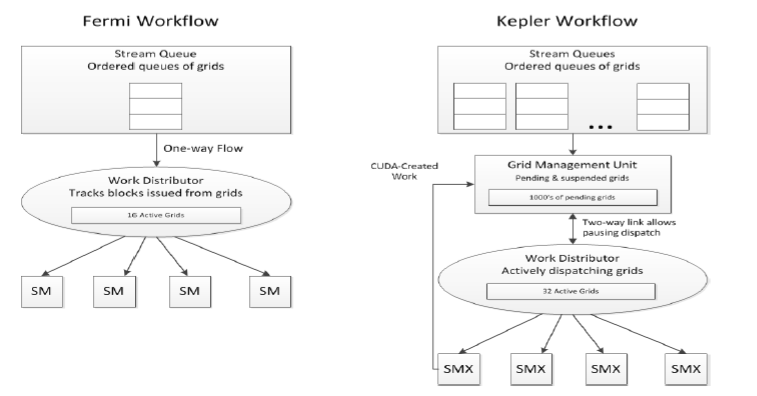 Fermi Workflow
Stream Queue
Ordered queues of grids
One-way Flow
Work Distributor
Tracks blocks issued from grids
16 Active Grids
SM
SM
SM
SM
Kepler Workflow
Stream Queues
Ordered queues of grids
...
CUDA-Created
Work
Grid Management Unit
Pending & suspended grids
1000's of pending grids
Two-way link allows
pausing dispatch
Work Distributor
Actively dispatching grids
32 Active Grids
SMX
SMX
SMX
SMX